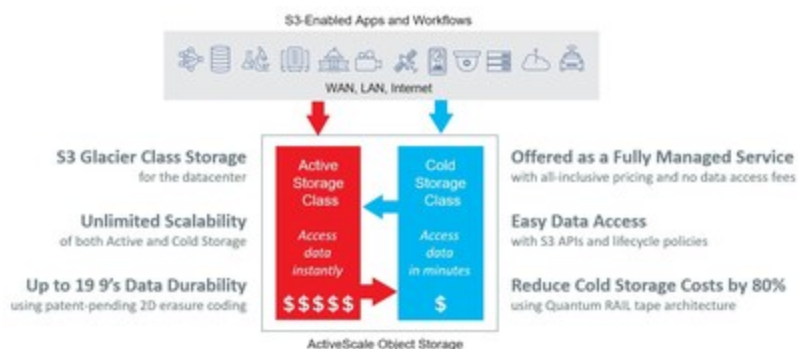 S3-Enabled Apps and Workflows
WAN, LAN, Internet
S3 Glacier Class Storage
for the datacenter
Unlimited Scalability
of both Active and Cold Storage
Up to 19 9's Data Durability
using patent-pending 2D erasure coding
Active
Storage
Class
Access
data
instantly
$$$$$
Cold
Storage
Class
Access
data
in minutes
$
Offered as a Fully Managed Service
with all-inclusive pricing and no data access fees
Easy Data Access
with S3 APIs and lifecycle policies
Reduce Cold Storage Costs by 80%
using Quantum RAIL tape architecture
ActiveScale Object Storage